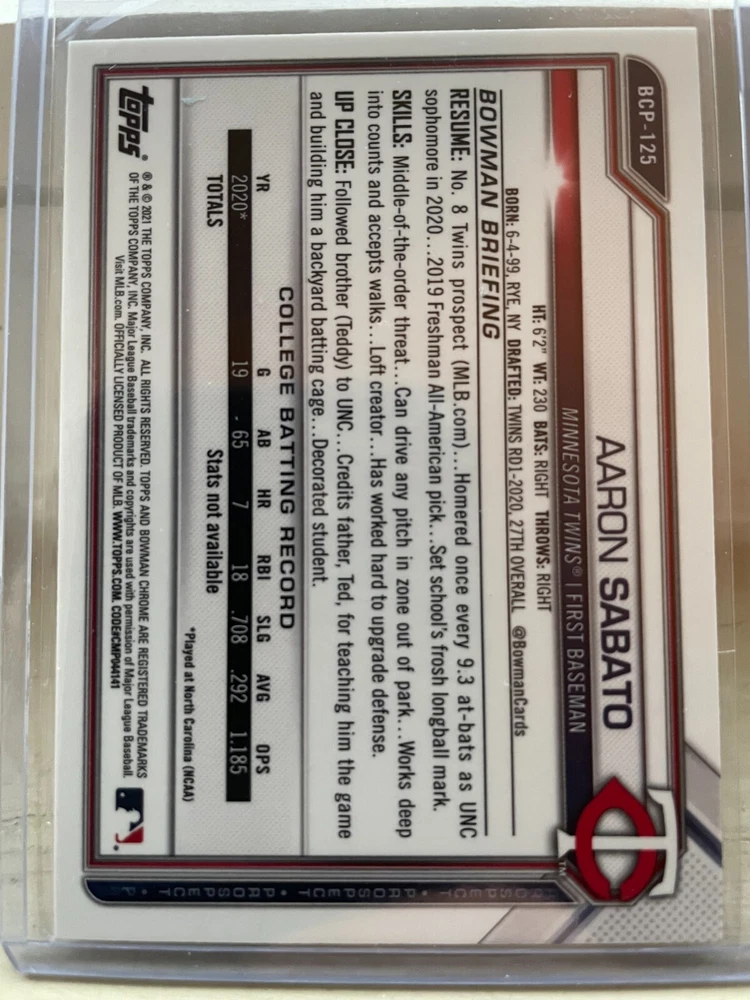 BCP-125
AARON SABATO
MINNESOTA TWINS® | FIRST BASEMAN
HT: 6'2" WT: 230 BATS: RIGHT THROWS: RIGHT
BORN: 6-4-99, RYE, NY DRAFTED: TWINS RD1-2020, 27TH OVERALL @BowmanCards
BOWMAN BRIEFING
RESUME: No. 8 Twins prospect (MLB.com)...Homered once every 9.3 at-bats as UNC
sophomore in 2020...2019 Freshman All-American pick...Set school's frosh longball mark.
SKILLS: Middle-of-the-order threat...Can drive any pitch in zone out of park...Works deep
into counts and accepts walks...Loft creator...Has worked hard to upgrade defense.
UP CLOSE: Followed brother (Teddy) to UNC...Credits father, Ted, for teaching him the game
and building him a backyard batting cage...Decorated student.
COLLEGE BATTING RECORD
YR G AB HR RBI SLG AVG OPS
2020* 19 65 7 18 .708 .292 1.185
TOTALS Stats not available
*Played at North Carolina (NCAA)
TOPPS®
® & © 2021 THE TOPPS COMPANY, INC. ALL RIGHTS RESERVED. TOPPS AND BOWMAN CHROME ARE REGISTERED TRADEMARKS
OF THE TOPPS COMPANY, INC. Major League Baseball trademarks and copyrights are used with permission of Major League Baseball.
Visit MLB.com. OFFICIALLY LICENSED PRODUCT OF MLB. WWW.TOPPS.COM. CODE#CMP044141
TC™
PROSPECT • PROSPECT • P